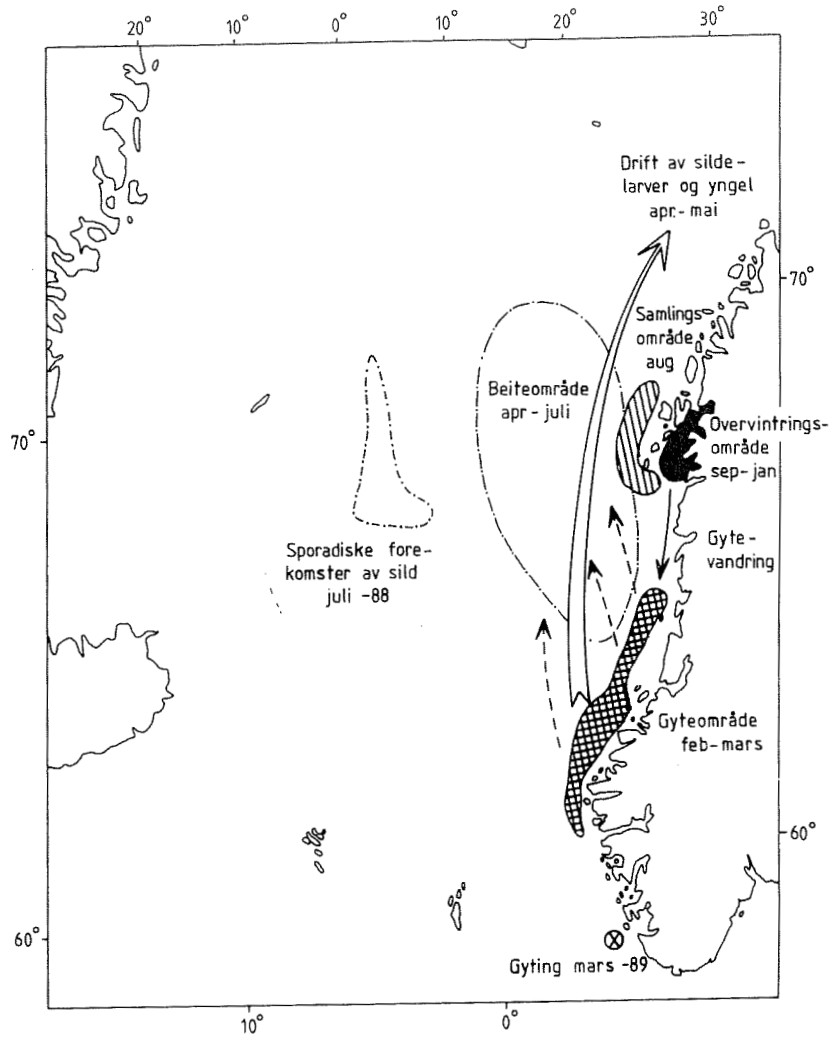 20°
10°
0°
20°
30°
Drift av silde-
larver og yngel
apr.- mai
70°
Samlings
område
aug
Beiteområde
apr - juli
70°
Overvintrings-
område
sep- jan
Sporadiske fore-
komster av sild
juli -88
Gyte -
vandring
Gyteområde
feb- mars
60°
60°
Gyting mars -89
10°
0°